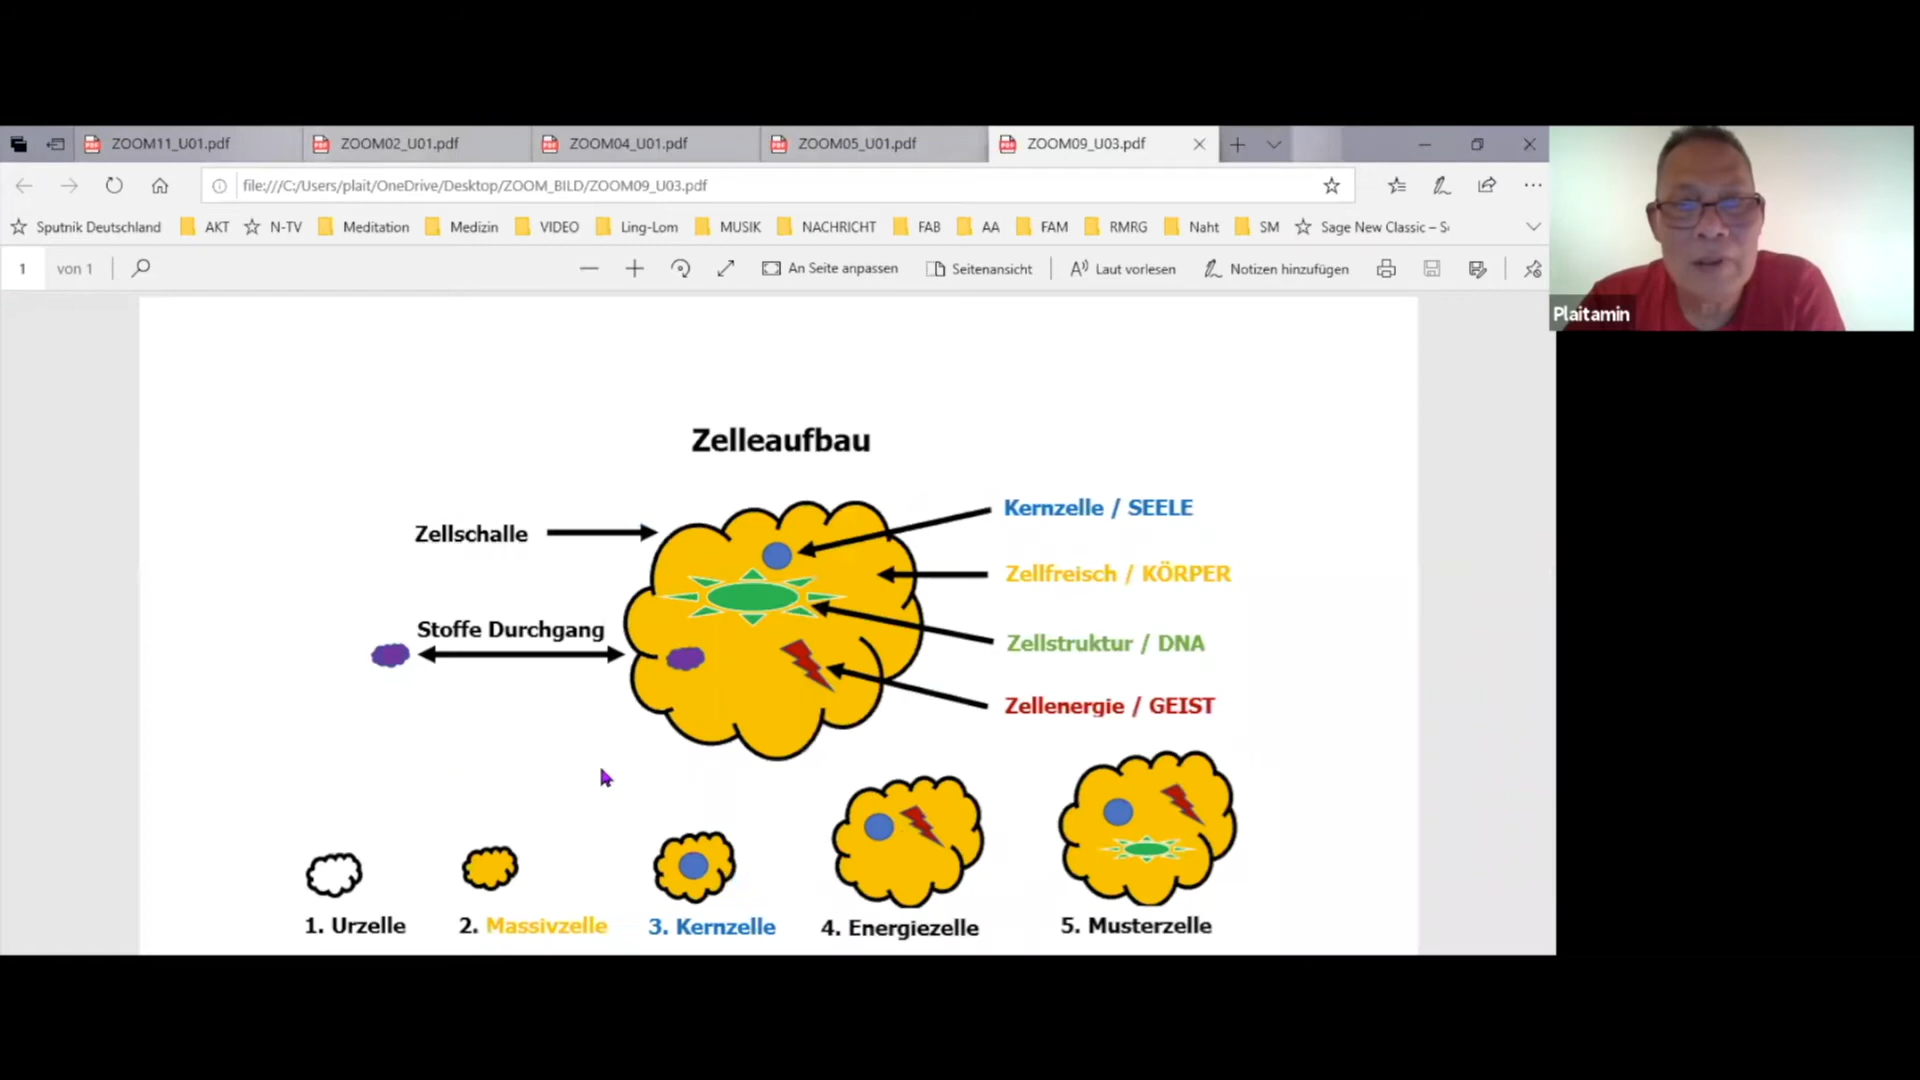 ZOOM11_U01.pdf
ZOOM02_U01.pdf
ZOOM04_U01.pdf
ZOOM05_U01.pdf
ZOOM09_U03.pdf
file:///C:/Users/plait/OneDrive/Desktop/ZOOM_BILD/ZOOM09_U03.pdf
Sputnik Deutschland AKT N-TV Meditation Medizin VIDEO Ling-Lom MUSIK NACHRICHT FAB AA FAM RMRG Naht SM Sage New Classic – S
1 von 1 An Seite anpassen Seitenansicht Laut vorlesen Notizen hinzufügen
Plaitamin
Zelleaufbau
Zellschalle
Stoffe Durchgang
Kernzelle / SEELE
Zellfreisch / KÖRPER
Zellstruktur / DNA
Zellenergie / GEIST
1. Urzelle
2. Massivzelle
3. Kernzelle
4. Energiezelle
5. Musterzelle